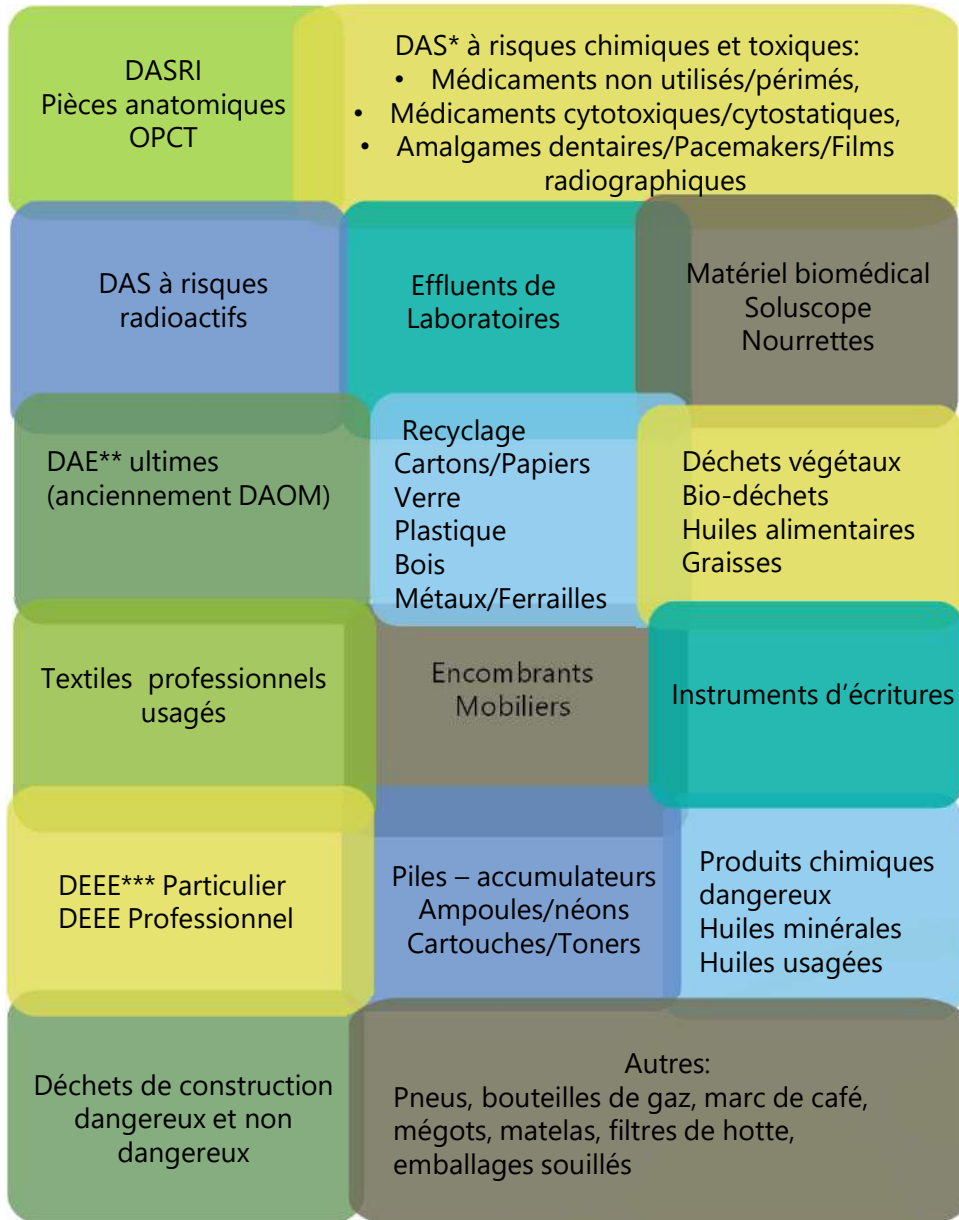 DASRI
Pièces anatomiques
OPCT
DAS* à risques chimiques et toxiques:
• Médicaments non utilisés/périmés,
• Médicaments cytotoxiques/cytostatiques,
• Amalgames dentaires/Pacemakers/Films
radiographiques
DAS à risques
radioactifs
Effluents de
Laboratoires
Matériel biomédical
Soluscope
Nourrettes
DAE** ultimes
(anciennement DAOM)
Recyclage
Cartons/Papiers
Verre
Plastique
Bois
Métaux/Ferrailles
Déchets végétaux
Bio-déchets
Huiles alimentaires
Graisses
Textiles professionnels
usagés
Encombrants
Mobiliers
Instruments d’écritures
DEEE*** Particulier
DEEE Professionnel
Piles – accumulateurs
Ampoules/néons
Cartouches/Toners
Produits chimiques
dangereux
Huiles minérales
Huiles usagées
Déchets de construction
dangereux et non
dangereux
Autres:
Pneus, bouteilles de gaz, marc de café,
mégots, matelas, filtres de hotte,
emballages souillés